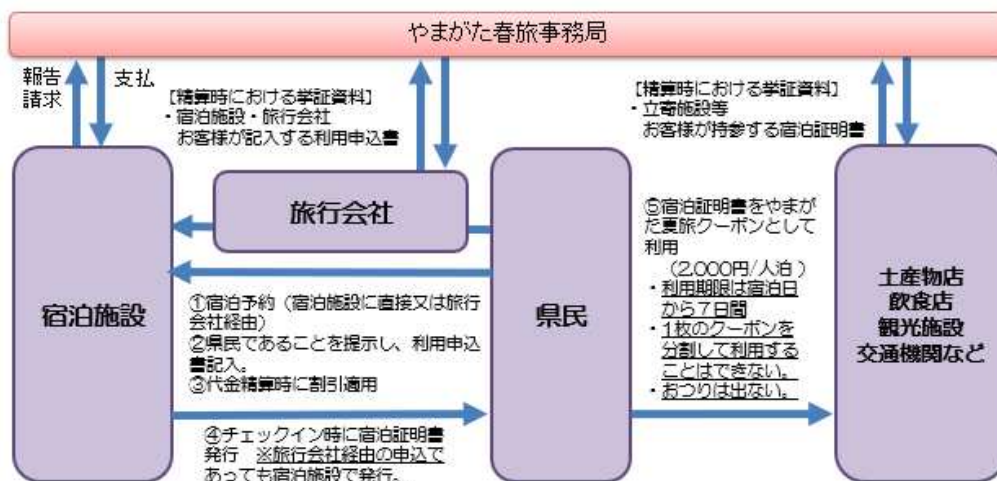 やまがた春旅事務局
報告
請求
支払
【精算時における挙証資料】
・宿泊施設・旅行会社
お客様が記入する利用申込書
【精算時における挙証資料】
・立寄施設等
お客様が持参する宿泊証明書
旅行会社
宿泊施設
県民
土産物店
飲食店
観光施設
交通機関など
①宿泊予約（宿泊施設に直接又は旅行
会社経由）
②県民であることを提示し、利用申込
書記入。
③代金精算時に割引適用
④チェックイン時に宿泊証明書
発行　※旅行会社経由の申込で
あっても宿泊施設で発行。
⑤宿泊証明書をやまが
た夏旅クーポンとして
利用
（2,000円/人泊）
・利用期限は宿泊日
から７日間
・１枚のクーポンを
分割して利用する
ことはできない。
・おつりは出ない。